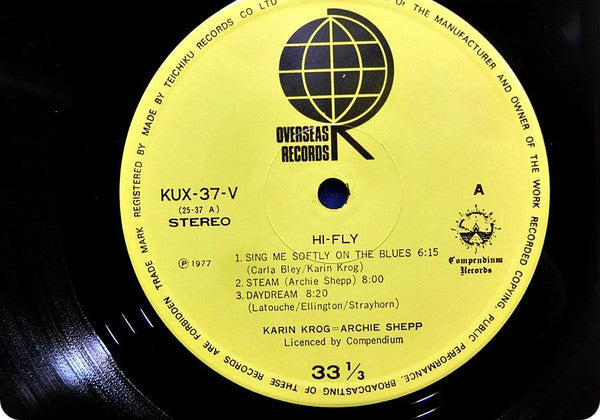 TRADE MARK REGISTERED BY MADE BY TEICHIKU RECORDS CO LTD
OF THE MANUFACTURER AND OWNER OF THE WORK RECORDED COPYING PUBLIC PERFORMANCE, BROADCASTING OF THESE RECORDS ARE FORBIDDEN
OVERSEAS
RECORDS
KUX-37-V
(25-37 A)
STEREO
A
HI-FLY
℗ 1977
1. SING ME SOFTLY ON THE BLUES 6:15
(Carla Bley/Karin Krog)
2. STEAM (Archie Shepp) 8:00
3. DAYDREAM 8:20
(Latouche/Ellington/Strayhorn)
Compendium
Records
KARIN KROG=ARCHIE SHEPP
Licenced by Compendium
33 1/3